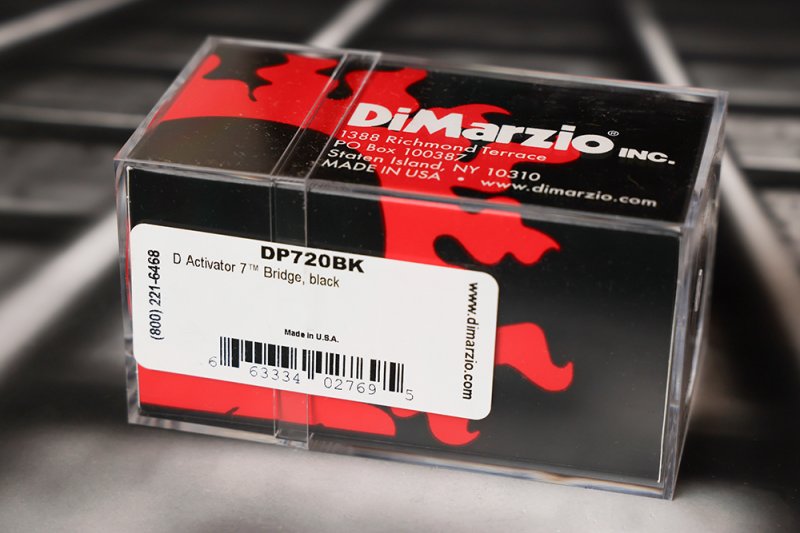 DiMarzio® INC.
1388 Richmond Terrace
PO Box 100387
Staten Island, NY 10310
MADE IN USA • www.dimarzio.com
DP720BK
D Activator 7™ Bridge, black
(800) 221-6468
www.dimarzio.com
Made in U.S.A.
6 63334 02769 5